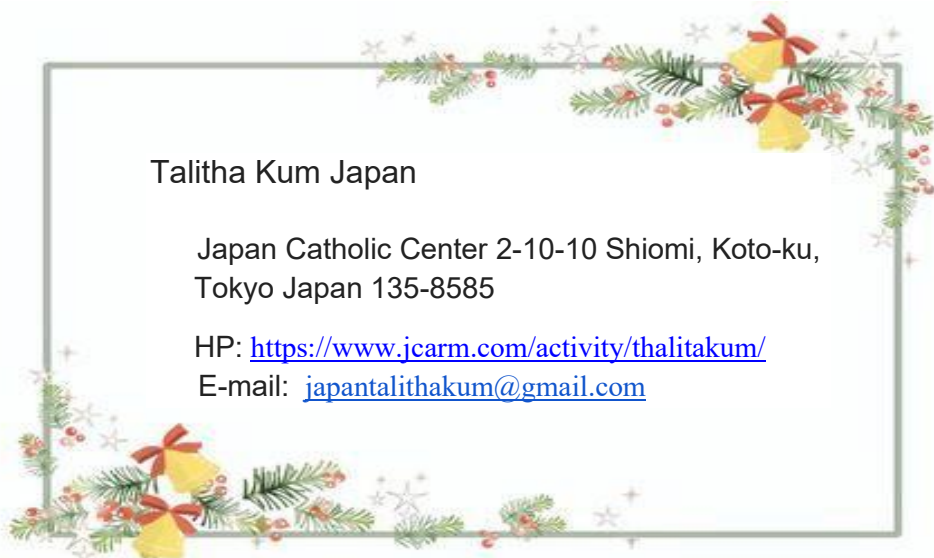 Talitha Kum Japan
Japan Catholic Center 2-10-10 Shiomi, Koto-ku,
Tokyo Japan 135-8585
HP: https://www.jcarm.com/activity/thalitakum/
E-mail: japantalithakum@gmail.com